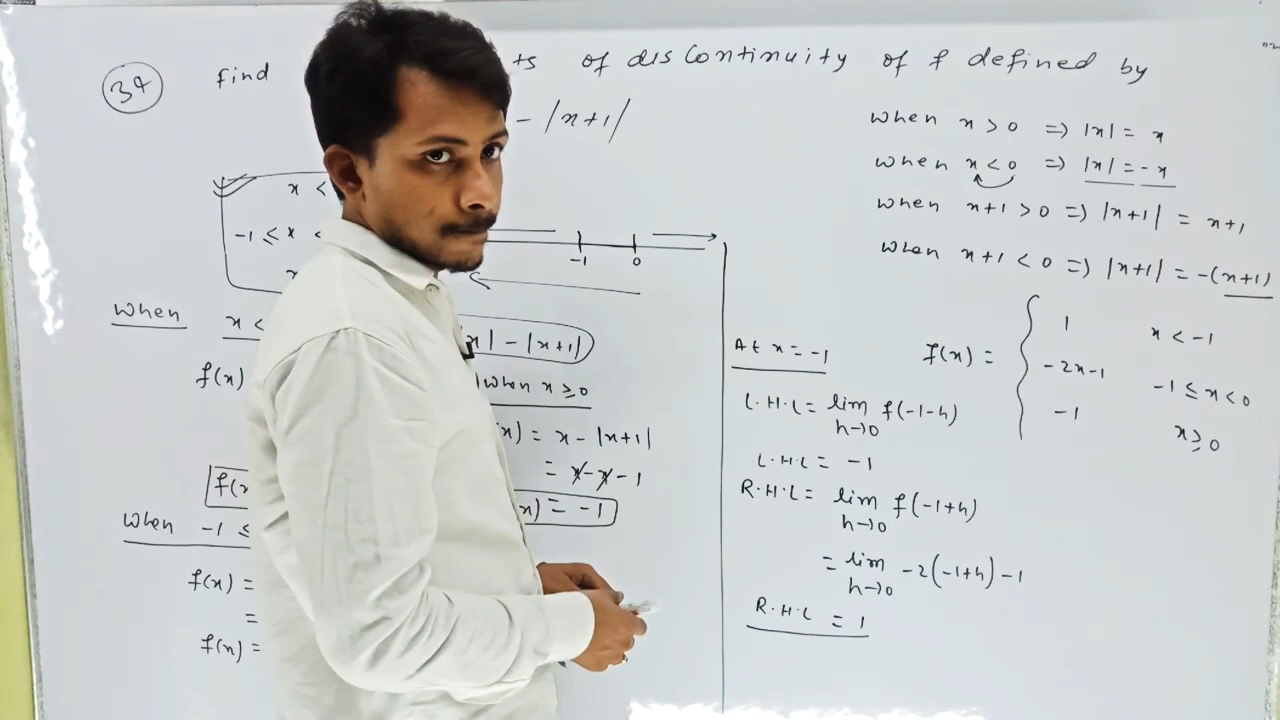 34 find ts of discontinuity of f defined by
- |x+1|
x <
-1 ≤ x <
x
-1 0
when x <
f(x)
x| - |x+1|
when x ≥ 0
x) = x - |x+1|
= x - x - 1
x) = -1
f(x
when -1 ≤
f(x) =
=
f(x) =
when x > 0 ⇒ |x| = x
when x < 0 ⇒ |x| = -x
when x+1 > 0 ⇒ |x+1| = x+1
when x+1 < 0 ⇒ |x+1| = -(x+1)
f(x) =
1 x < -1
-2x-1 -1 ≤ x < 0
-1 x ≥ 0
At x = -1
L.H.L = lim f(-1-h)
h→0
L.H.L = -1
R.H.L = lim f(-1+h)
h→0
= lim -2(-1+h) -1
h→0
R.H.L = 1